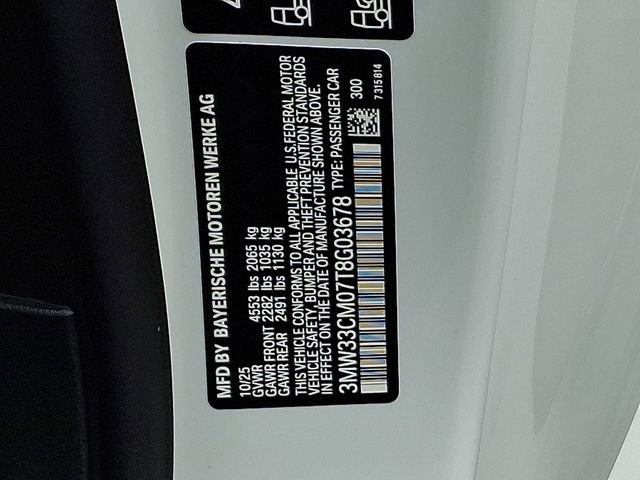 MFD BY BAYERISCHE MOTOREN WERKE AG
10/25
GVWR 4553 lbs 2065 kg
GAWR FRONT 2282 lbs 1035 kg
GAWR REAR 2491 lbs 1130 kg
THIS VEHICLE CONFORMS TO ALL APPLICABLE U.S.FEDERAL MOTOR
VEHICLE SAFETY, BUMPER AND THEFT PREVENTION STANDARDS
IN EFFECT ON THE DATE OF MANUFACTURE SHOWN ABOVE.
3MW33CM07T8G03678 TYPE: PASSENGER CAR
300
7315814